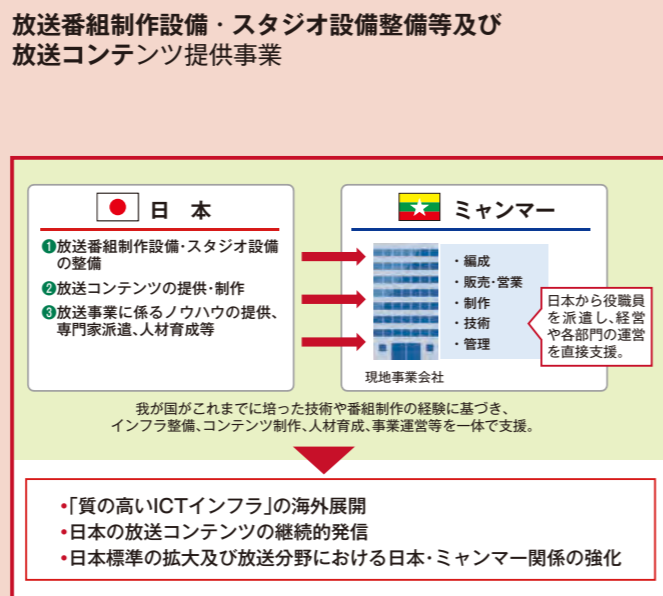 放送番組制作設備・スタジオ設備整備等及び
放送コンテンツ提供事業
日 本
❶放送番組制作設備・スタジオ設備
の整備
❷放送コンテンツの提供・制作
❸放送事業に係るノウハウの提供、
専門家派遣、人材育成等
ミャンマー
・編成
・販売・営業
・制作
・技術
・管理
現地事業会社
日本から役職員
を派遣し、経営
や各部門の運営
を直接支援。
我が国がこれまでに培った技術や番組制作の経験に基づき、
インフラ整備、コンテンツ制作、人材育成、事業運営等を一体で支援。
•「質の高いICTインフラ」の海外展開
•日本の放送コンテンツの継続的発信
•日本標準の拡大及び放送分野における日本・ミャンマー関係の強化